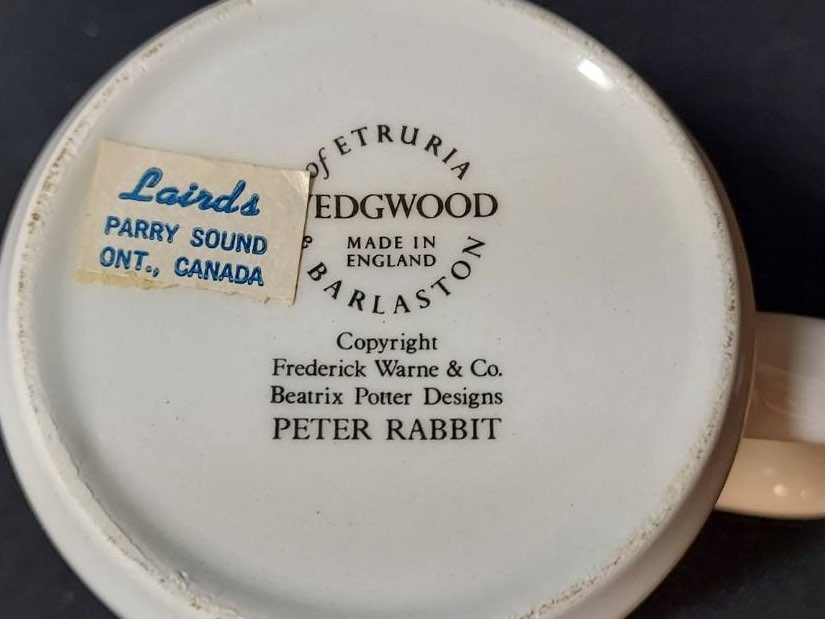 Lairds
PARRY SOUND
ONT., CANADA
of ETRURIA
EDGWOOD
MADE IN
ENGLAND
& BARLASTON
Copyright
Frederick Warne & Co.
Beatrix Potter Designs
PETER RABBIT